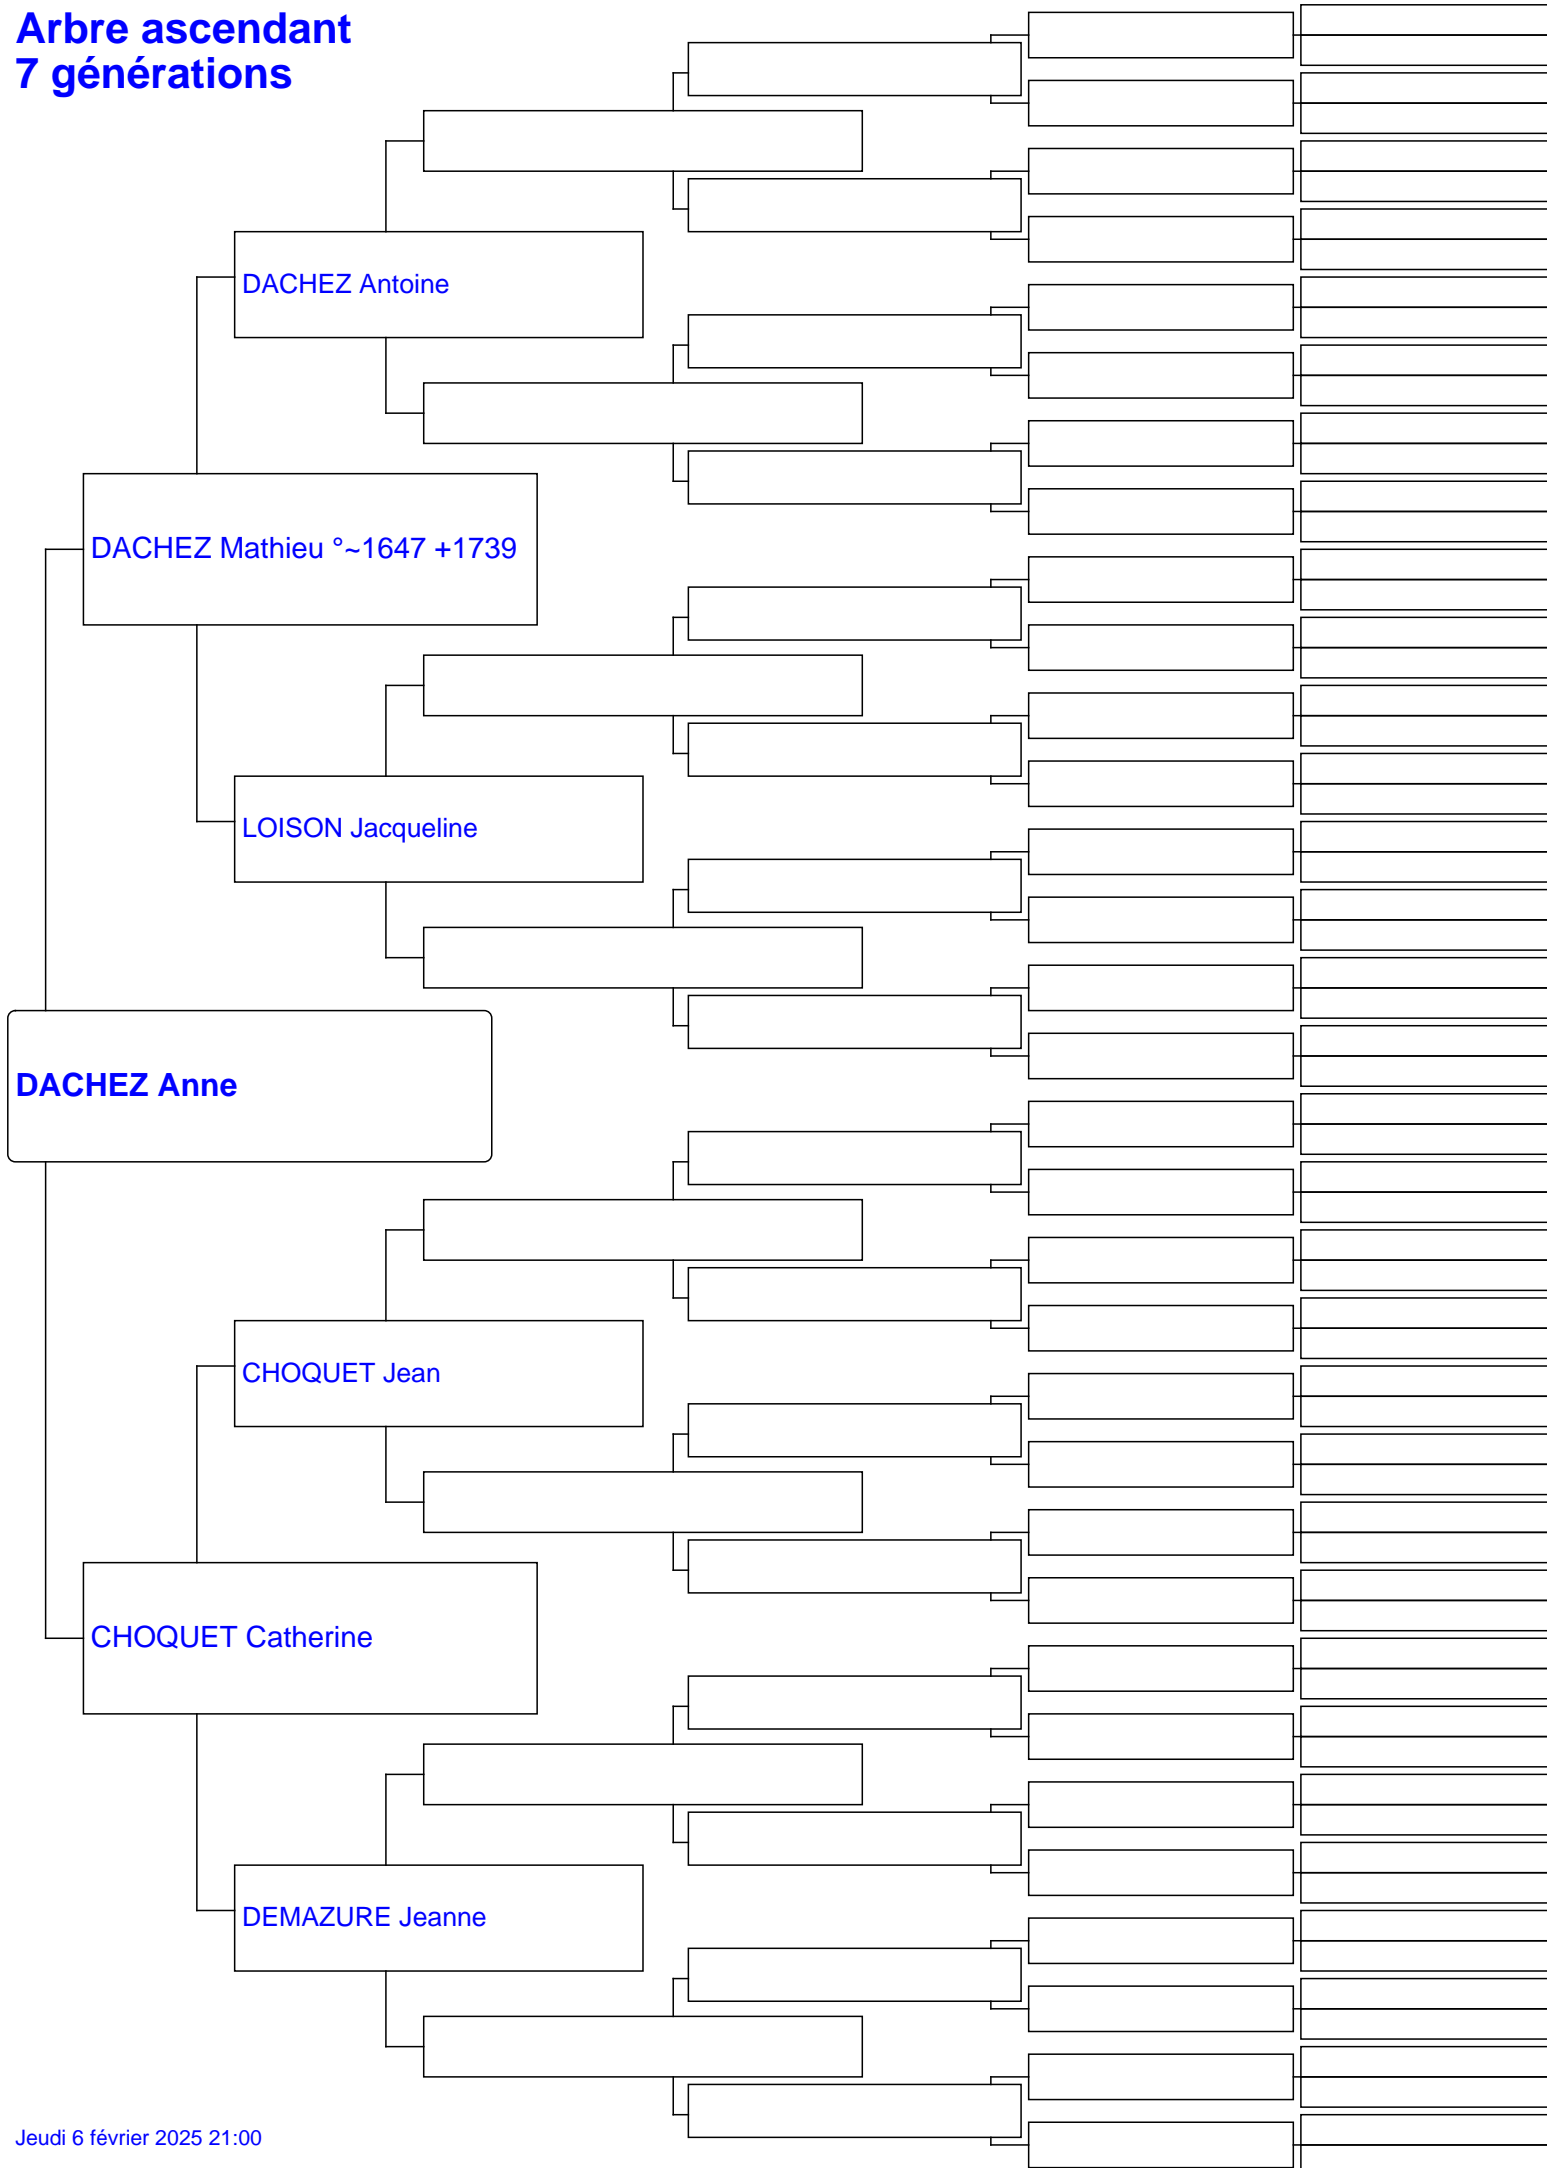 Arbre ascendant
7 générations
DACHEZ Antoine
DACHEZ Mathieu °~1647 +1739
LOISON Jacqueline
DACHEZ Anne
CHOQUET Jean
CHOQUET Catherine
DEMAZURE Jeanne
Jeudi 6 février 2025 21:00